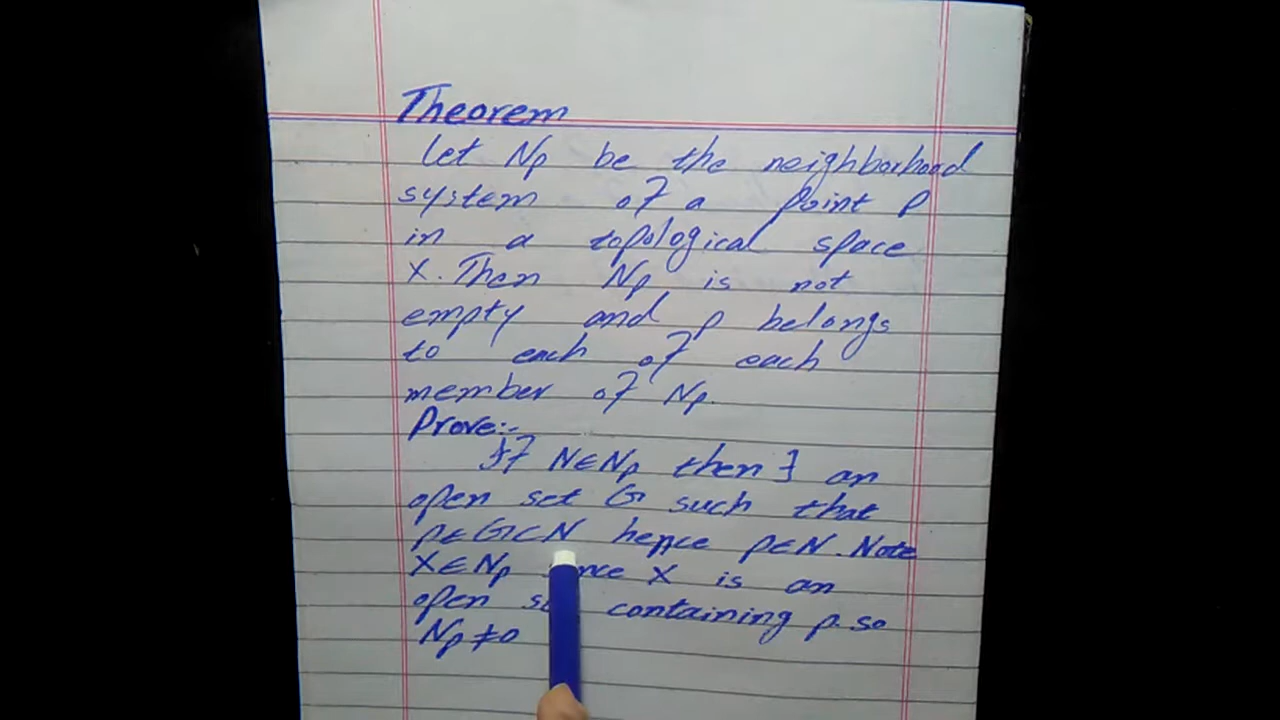 Theorem
let Np be the neighborhood
system of a point P
in a topological space
X. Then Np is not
empty and p belongs
to each of each
member of Np.
Prove:-
If N∈Np then ∃ an
open set G such that
p∈G⊂N hence p∈N. Note
X∈Np since X is an
open set containing p. so
Np≠0